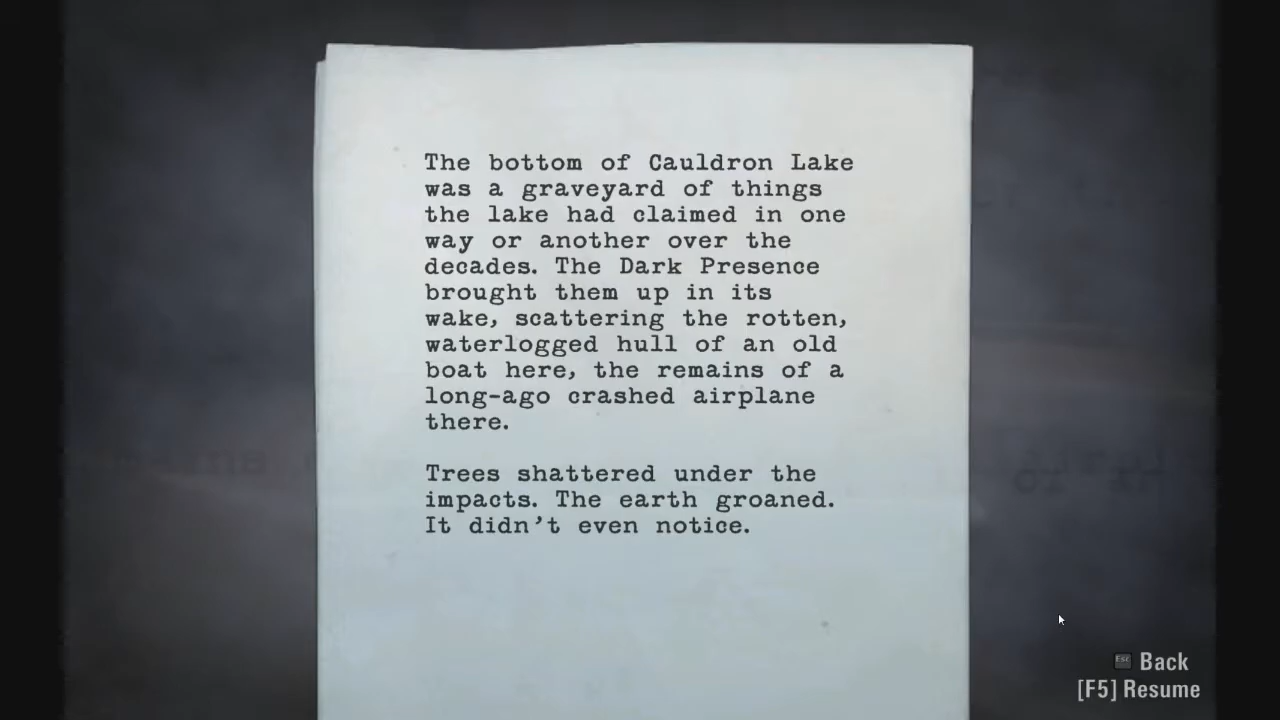 The bottom of Cauldron Lake
was a graveyard of things
the lake had claimed in one
way or another over the
decades. The Dark Presence
brought them up in its
wake, scattering the rotten,
waterlogged hull of an old
boat here, the remains of a
long-ago crashed airplane
there.
Trees shattered under the
impacts. The earth groaned.
It didn't even notice.
Esc Back
[F5] Resume